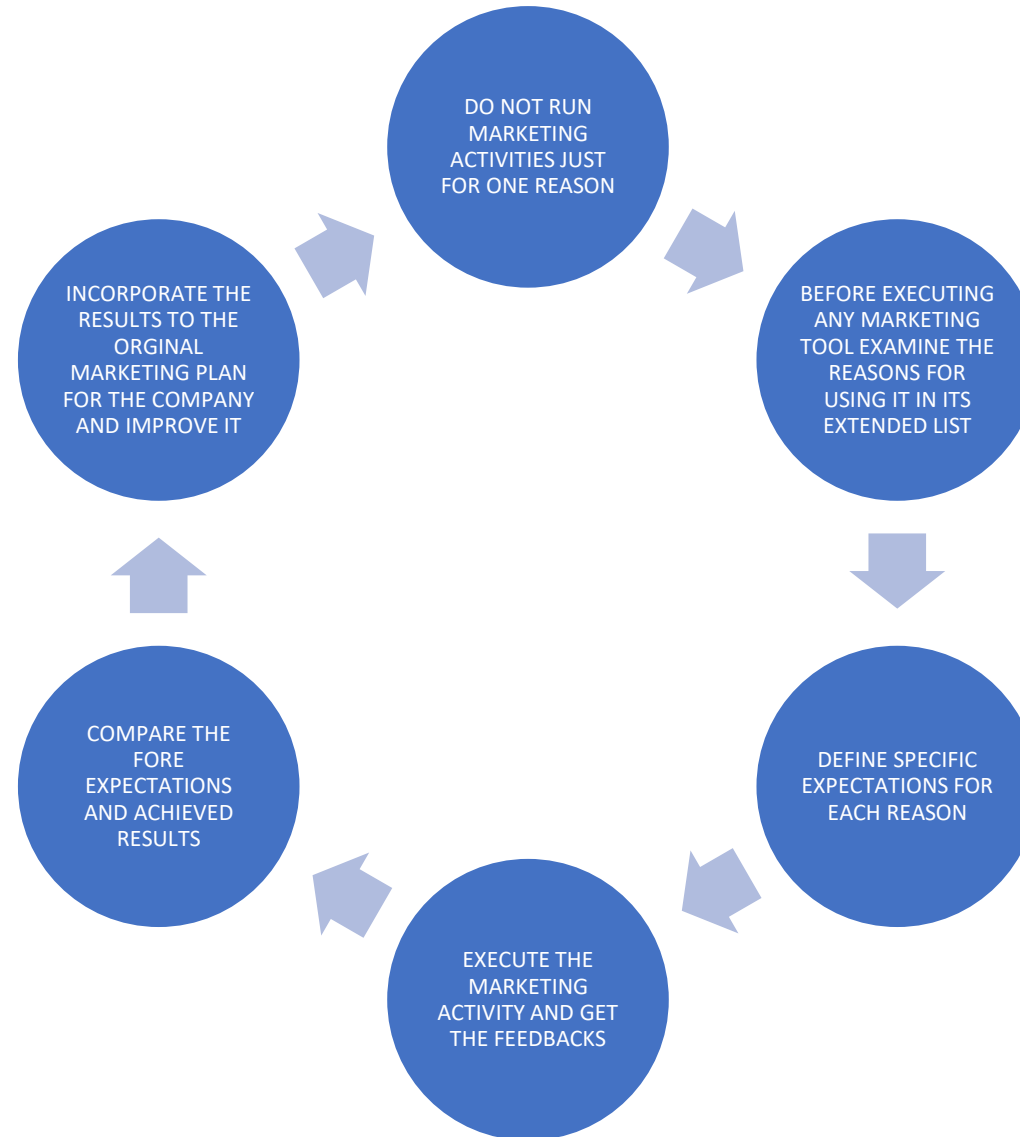 DO NOT RUN
MARKETING
ACTIVITIES JUST
FOR ONE REASON
BEFORE EXECUTING
ANY MARKETING
TOOL EXAMINE THE
REASONS FOR
USING IT IN ITS
EXTENDED LIST
DEFINE SPECIFIC
EXPECTATIONS FOR
EACH REASON
EXECUTE THE
MARKETING
ACTIVITY AND GET
THE FEEDBACKS
COMPARE THE
FORE
EXPECTATIONS
AND ACHIEVED
RESULTS
INCORPORATE THE
RESULTS TO THE
ORGINAL
MARKETING PLAN
FOR THE COMPANY
AND IMPROVE IT